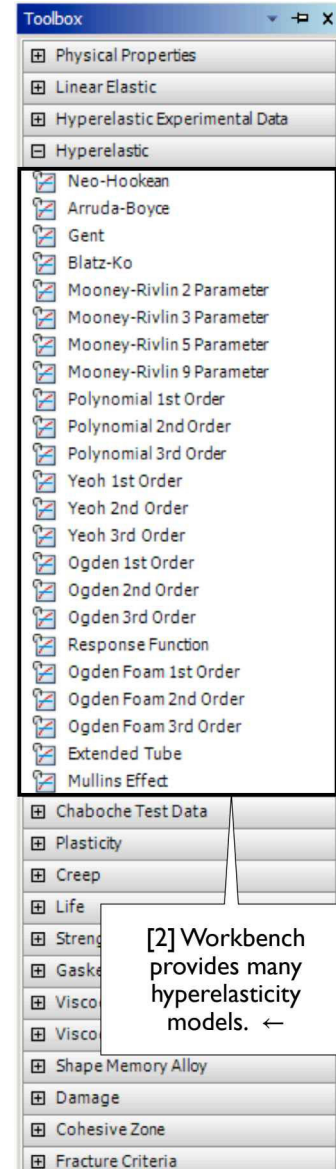 Toolbox
Physical Properties
Linear Elastic
Hyperelastic Experimental Data
Hyperelastic
Neo-Hookean
Arruda-Boyce
Gent
Blatz-Ko
Mooney-Rivlin 2 Parameter
Mooney-Rivlin 3 Parameter
Mooney-Rivlin 5 Parameter
Mooney-Rivlin 9 Parameter
Polynomial 1st Order
Polynomial 2nd Order
Polynomial 3rd Order
Yeoh 1st Order
Yeoh 2nd Order
Yeoh 3rd Order
Ogden 1st Order
Ogden 2nd Order
Ogden 3rd Order
Response Function
Ogden Foam 1st Order
Ogden Foam 2nd Order
Ogden Foam 3rd Order
Extended Tube
Mullins Effect
Chaboche Test Data
Plasticity
Creep
Life
Streng
Gaske
Visco
Visco
[2] Workbench
provides many
hyperelasticity
models. ←
Shape Memory Alloy
Damage
Cohesive Zone
Fracture Criteria